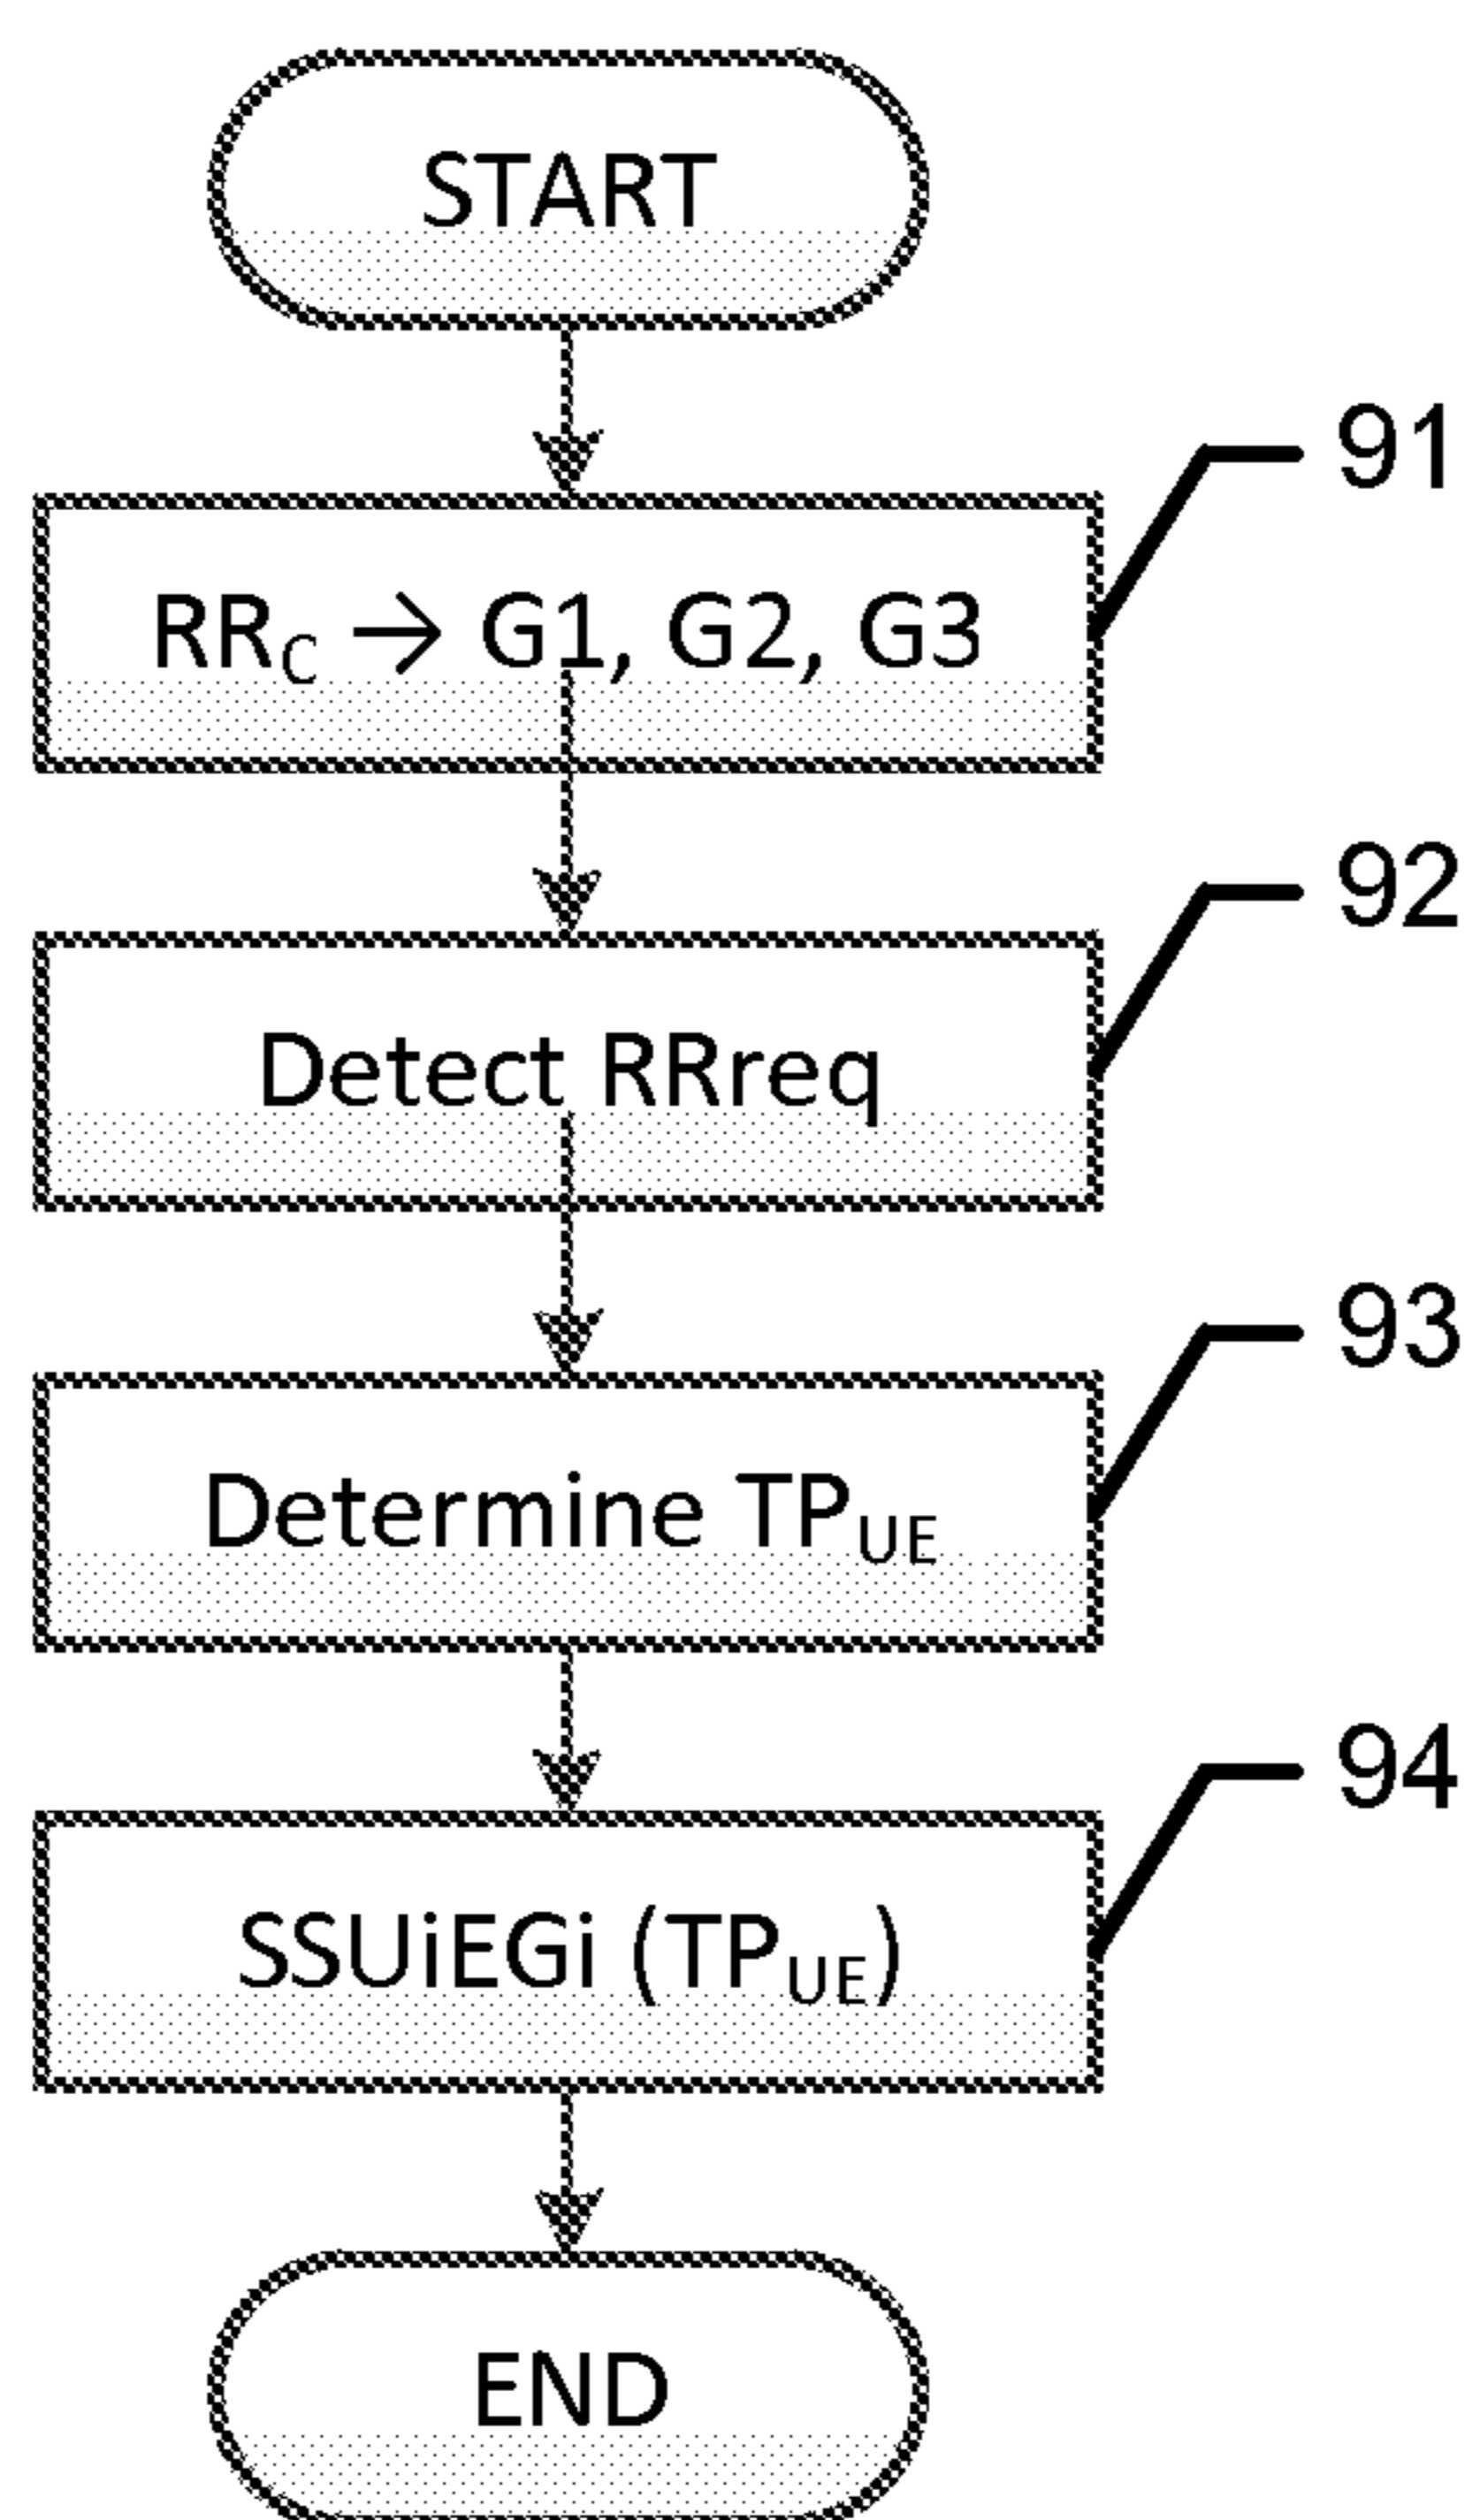 START
91
RRC → G1, G2, G3
92
Detect RRreq
93
Determine TPUE
94
SSUiEGi (TPUE)
END